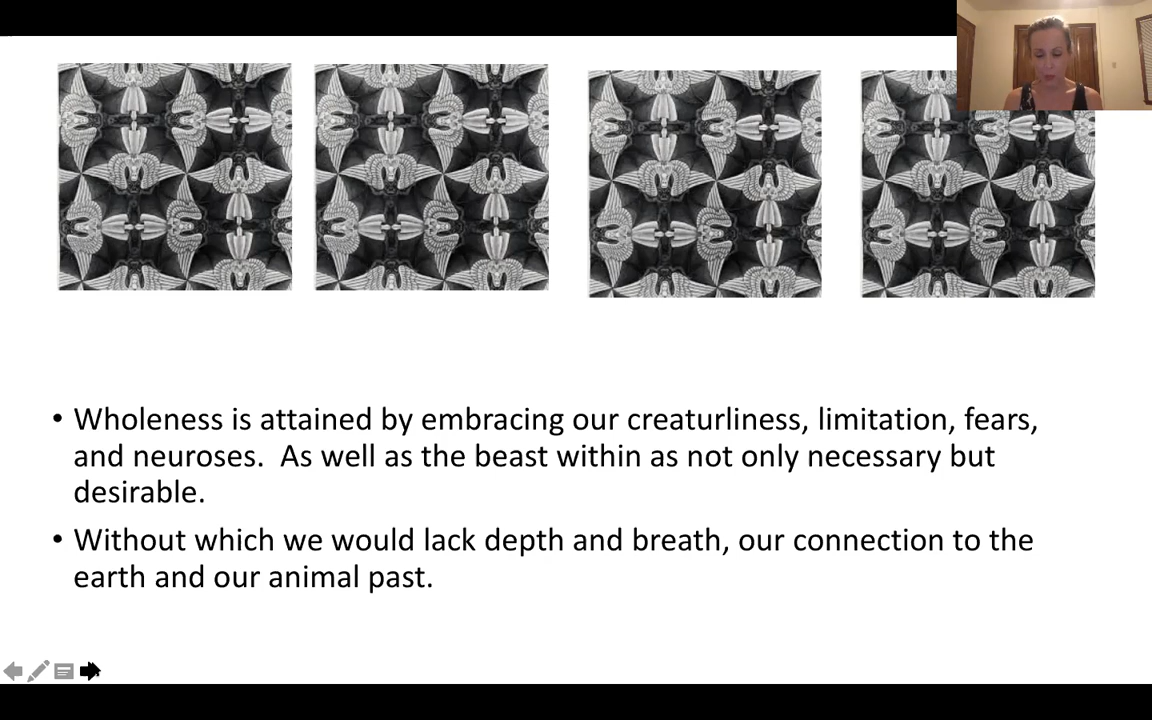 • Wholeness is attained by embracing our creaturliness, limitation, fears,
and neuroses.  As well as the beast within as not only necessary but
desirable.
• Without which we would lack depth and breath, our connection to the
earth and our animal past.